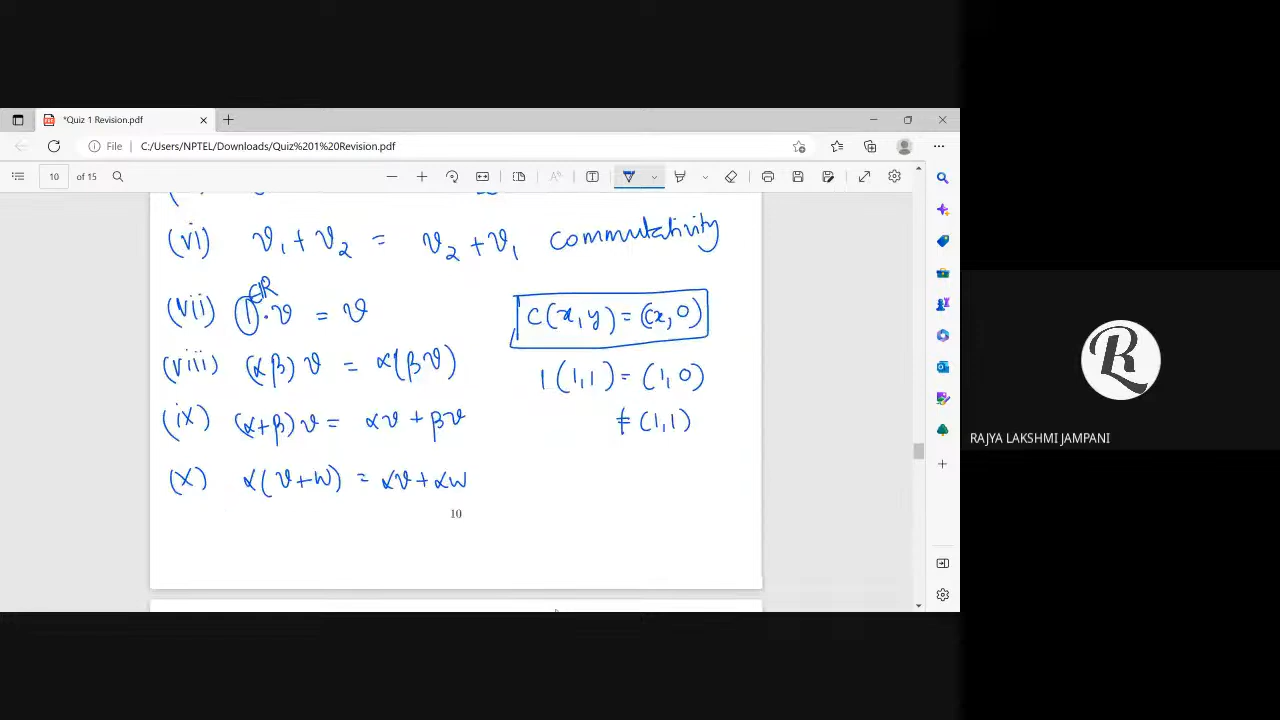 *Quiz 1 Revision.pdf
File C:/Users/NPTEL/Downloads/Quiz%201%20Revision.pdf
10 of 15
(vi) v₁ + v₂ = v₂ + v₁ commutativity
(vii) 1 · v = v
∈ℝ
c(x,y) = (cx, 0)
(viii) (αβ)v = α(βv)
1(1,1) = (1,0)
(ix) (α+β)v = αv + βv
≠ (1,1)
(x) α(v+w) = αv + αw
10
R
RAJYA LAKSHMI JAMPANI